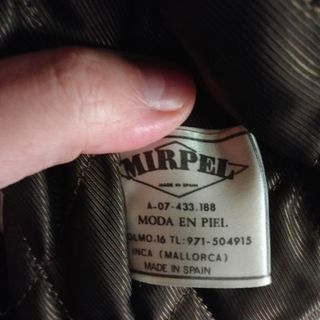 MIRPEL
MADE IN SPAIN
A-07-433.188
MODA EN PIEL
OLMO.16 TL: 971-504915
INCA (MALLORCA)
MADE IN SPAIN